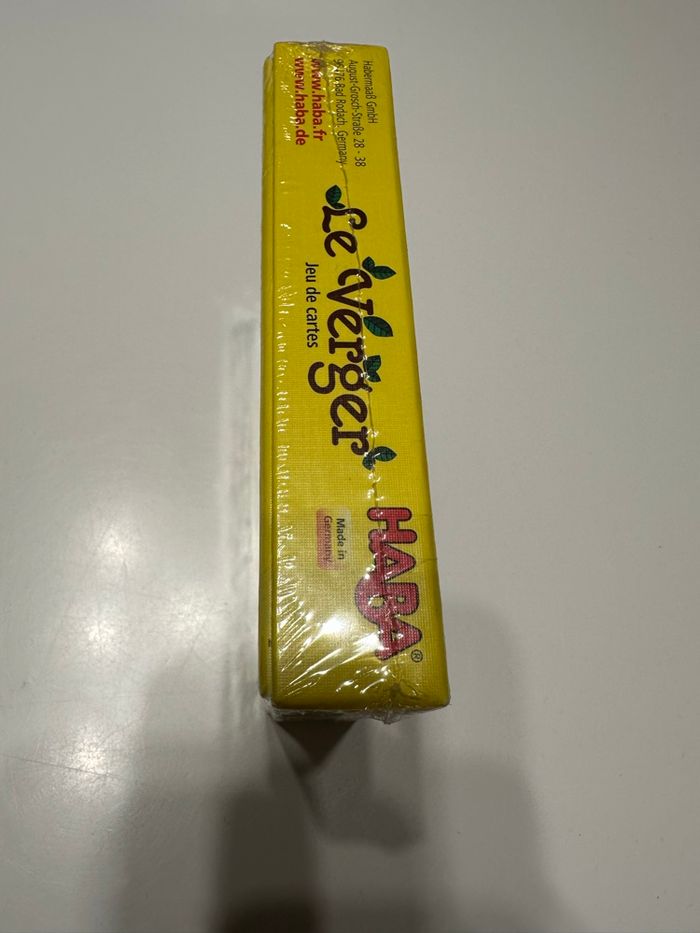 Habermaaß GmbH
August-Grosch-Straße 28 - 38
96476 Bad Rodach, Germany
www.haba.fr
www.haba.de
Le Verger
Jeu de cartes
HABA®
Made in
Germany